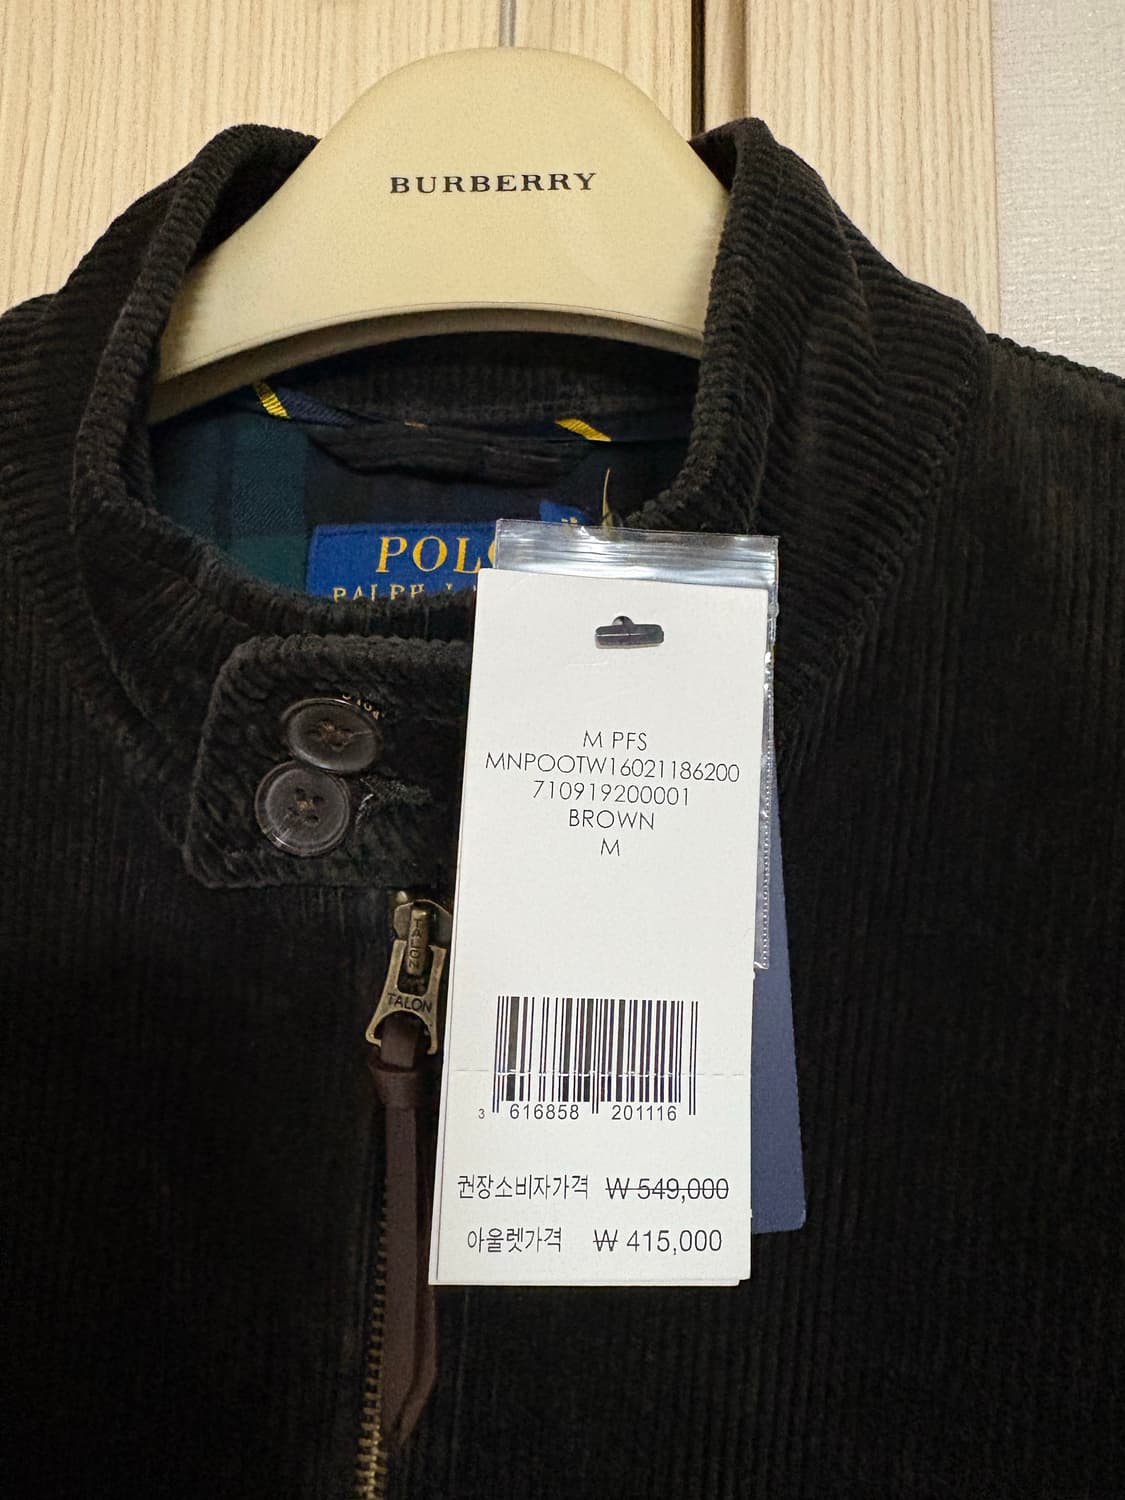 BURBERRY
POLO
RALPH
TALON
TALON
M PFS
MNPOOTW16021186200
710919200001
BROWN
M
3 616858 201116
권장소비자가격 ₩ 549,000
아울렛가격 ₩ 415,000